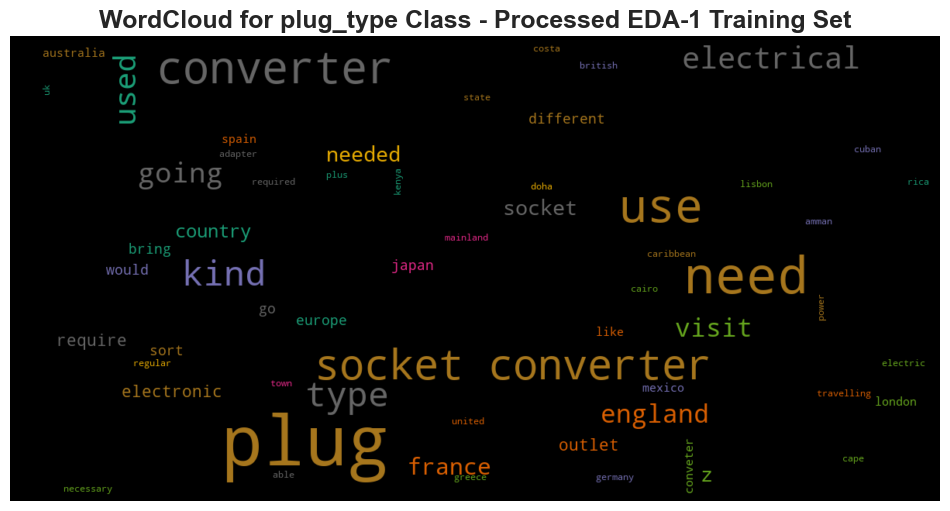 WordCloud for plug_type Class - Processed EDA-1 Training Set
australia
uk
used
converter
costa
british
electrical
state
different
spain
adapter
required
needed
plus
kenya
going
cuban
doha
lisbon
rica
socket
use
amman
country
bring
would
kind
mainland
japan
caribbean
cairo
need
power
go
europe
require
sort
regular
like
visit
socket converter
electric
electronic
town
type
mexico
travelling
london
england
united
plug
outlet
france
able
greece
germany
conveter
z
cape
necessary